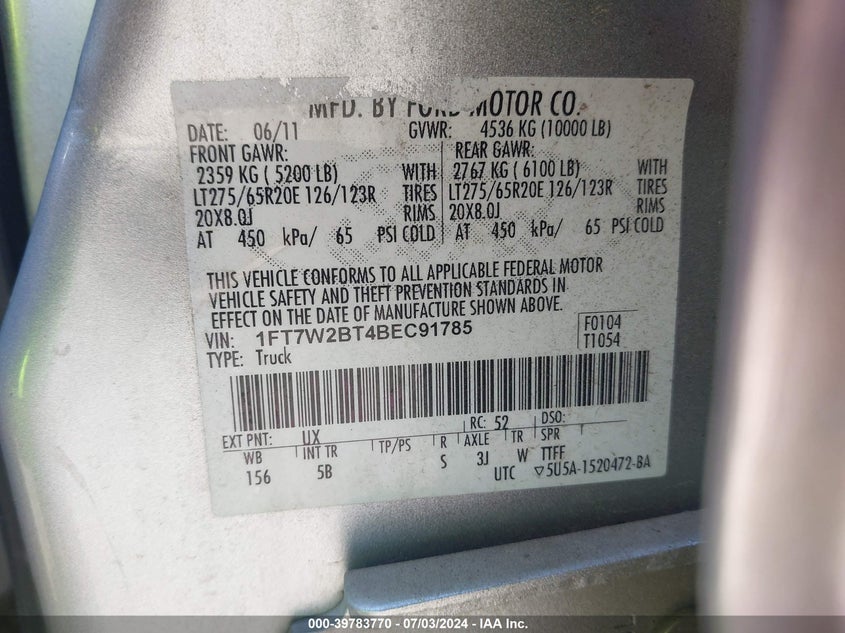 MFD. BY FORD MOTOR CO.
DATE: 06/11 GVWR: 4536 KG (10000 LB)
FRONT GAWR: REAR GAWR:
2359 KG ( 5200 LB) WITH 2767 KG ( 6100 LB) WITH
LT275/65R20E 126/123R TIRES LT275/65R20E 126/123R TIRES
20X8.0J RIMS 20X8.0J RIMS
AT 450 kPa/ 65 PSI COLD AT 450 kPa/ 65 PSI COLD
THIS VEHICLE CONFORMS TO ALL APPLICABLE FEDERAL MOTOR
VEHICLE SAFETY AND THEFT PREVENTION STANDARDS IN
EFFECT ON THE DATE OF MANUFACTURE SHOWN ABOVE.
VIN: 1FT7W2BT4BEC91785 F0104
TYPE: Truck T1054
EXT PNT: UX RC: 52 DSO:
WB INT TR TP/PS R AXLE TR SPR
156 5B S 3J W TTFF
UTC ▽5U5A-1520472-BA
000-39783770 - 07/03/2024 - IAA Inc.